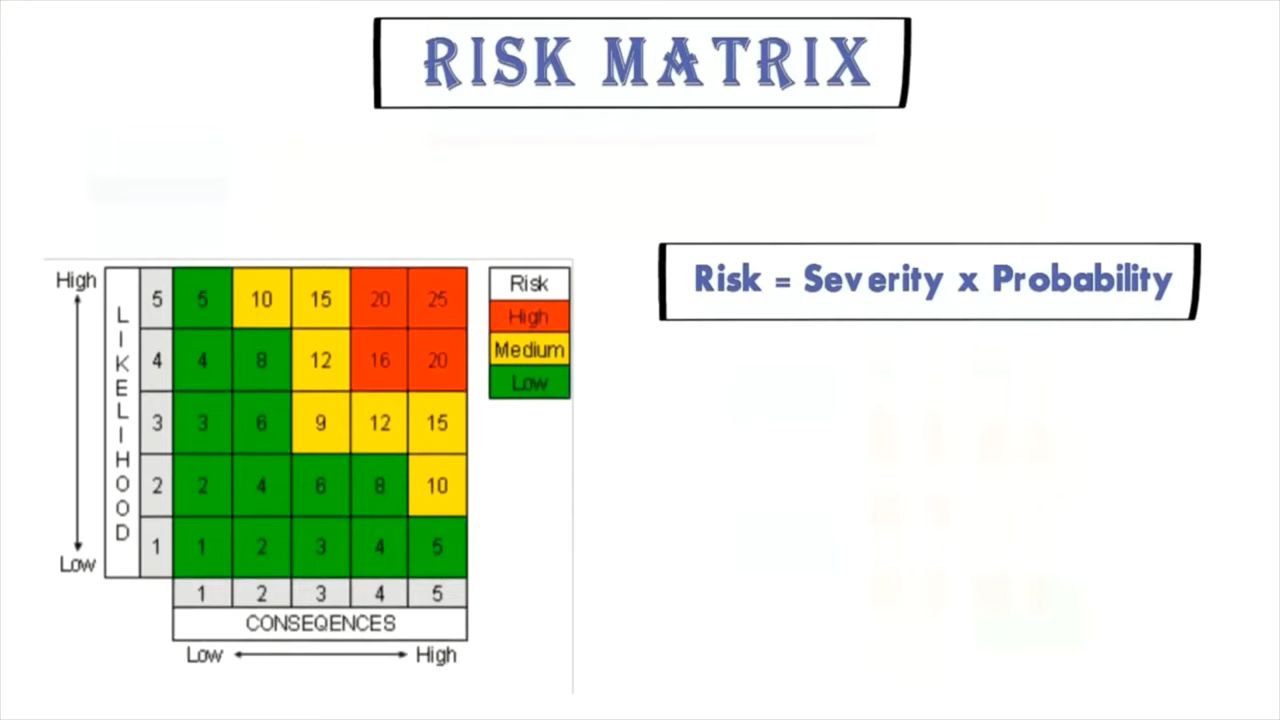 RISK MATRIX
Risk = Severity x Probability
High
LIKELIHOOD
Low
5 5 10 15 20 25
4 4 8 12 16 20
3 3 6 9 12 15
2 2 4 6 8 10
1 1 2 3 4 5
1 2 3 4 5
CONSEQENCES
Low High
Risk
High
Medium
Low